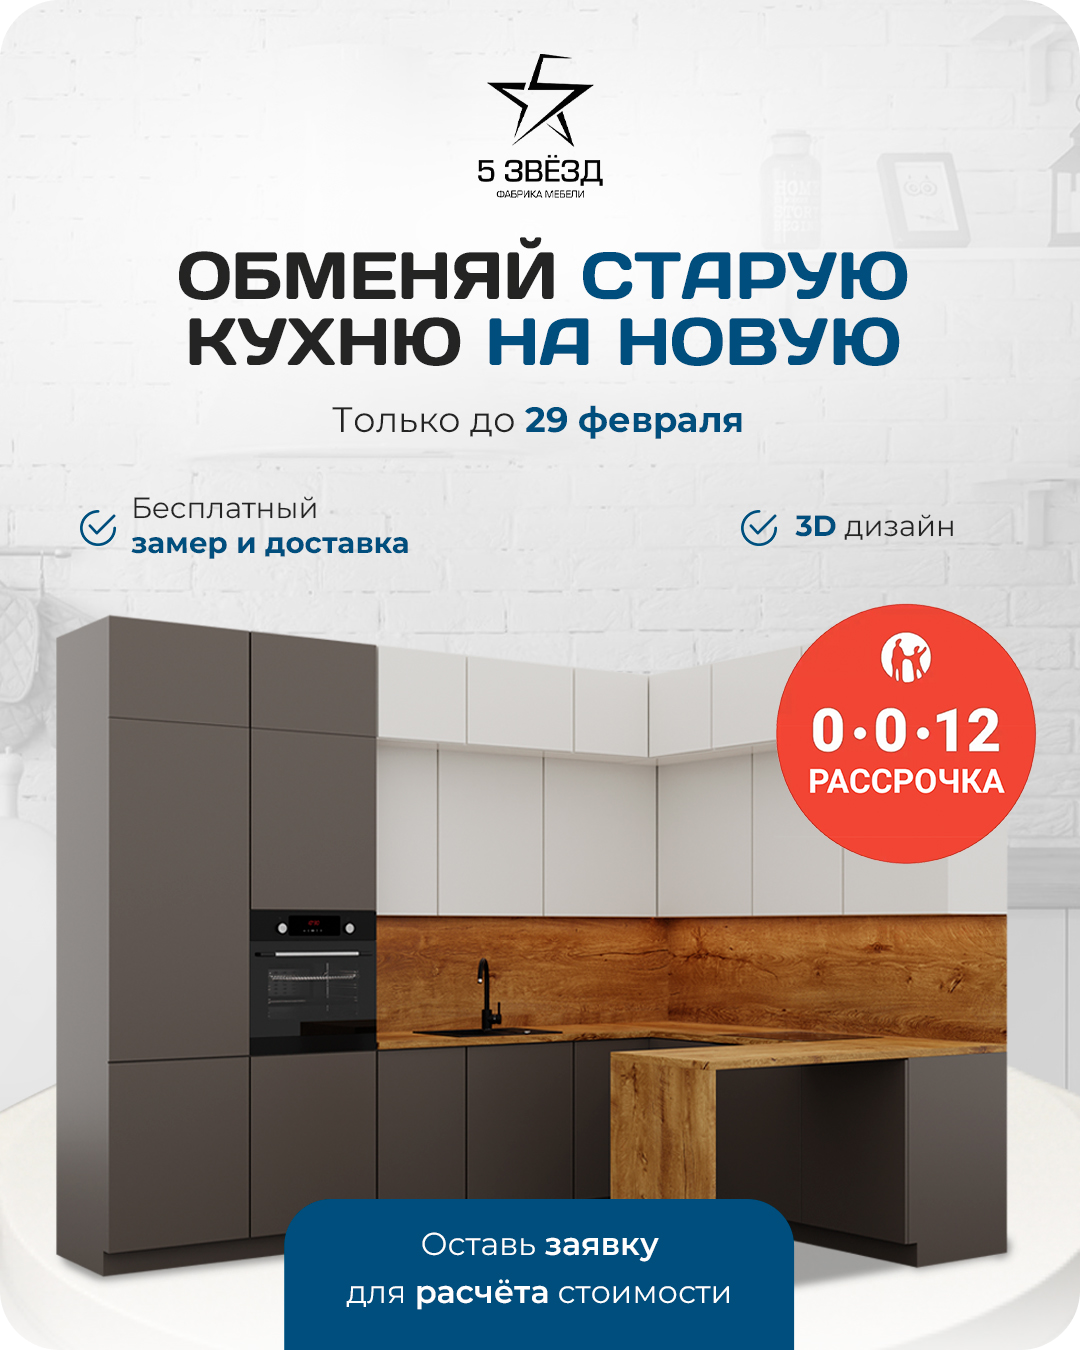 5 ЗВЁЗД
ФАБРИКА МЕБЕЛИ
ОБМЕНЯЙ СТАРУЮ
КУХНЮ НА НОВУЮ
Только до 29 февраля
Бесплатный
замер и доставка
3D дизайн
0•0•12
РАССРОЧКА
Оставь заявку
для расчёта стоимости